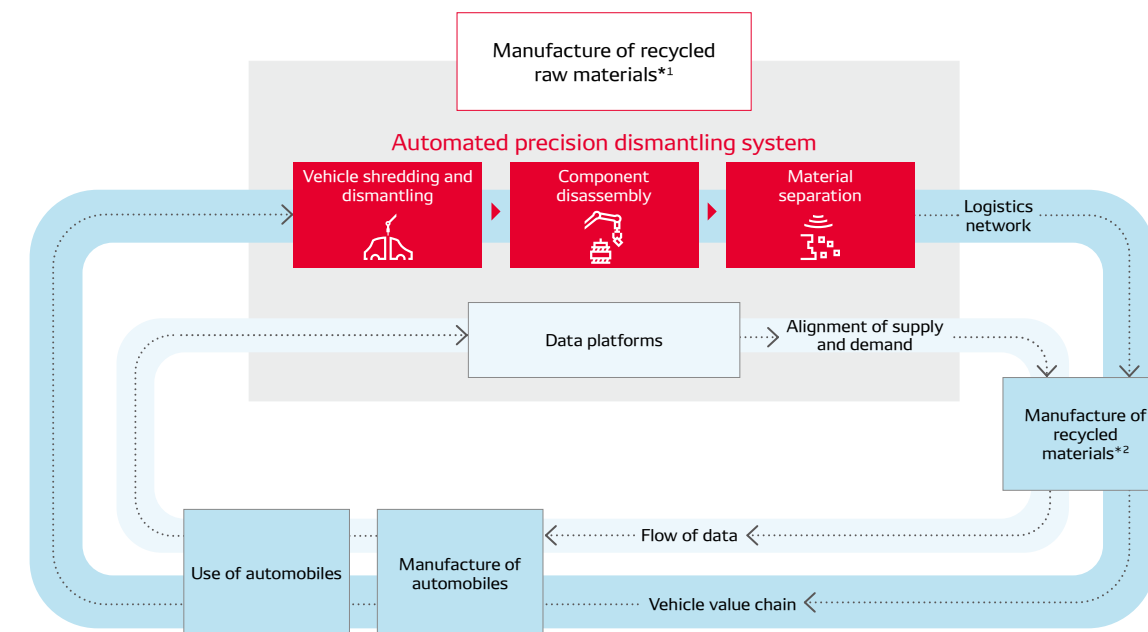 Manufacture of recycled
raw materials*1
Automated precision dismantling system
Vehicle shredding and
dismantling
Component
disassembly
Material
separation
Logistics
network
Data platforms
Alignment of supply
and demand
Manufacture of
recycled
materials*2
Flow of data
Use of automobiles
Manufacture of
automobiles
Vehicle value chain